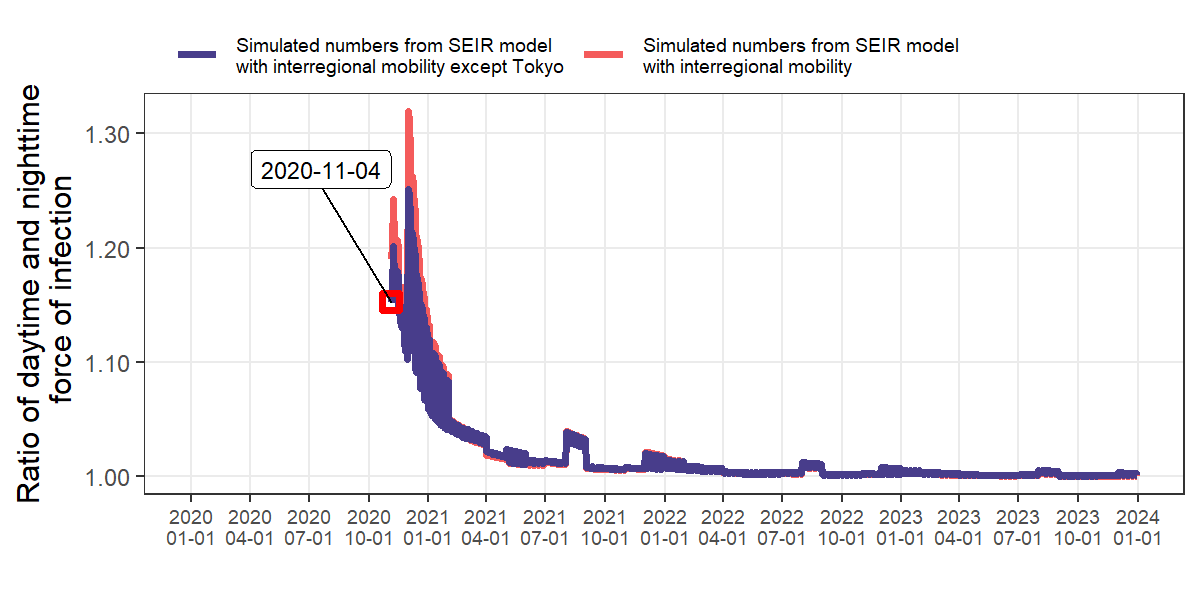 Simulated numbers from SEIR model
with interregional mobility except Tokyo
Simulated numbers from SEIR model
with interregional mobility
Ratio of daytime and nighttime
force of infection
1.30
1.20
1.10
1.00
2020-11-04
2020 2020 2020 2020 2021 2021 2021 2021 2022 2022 2022 2022 2023 2023 2023 2023 2024
01-01 04-01 07-01 10-01 01-01 04-01 07-01 10-01 01-01 04-01 07-01 10-01 01-01 04-01 07-01 10-01 01-01